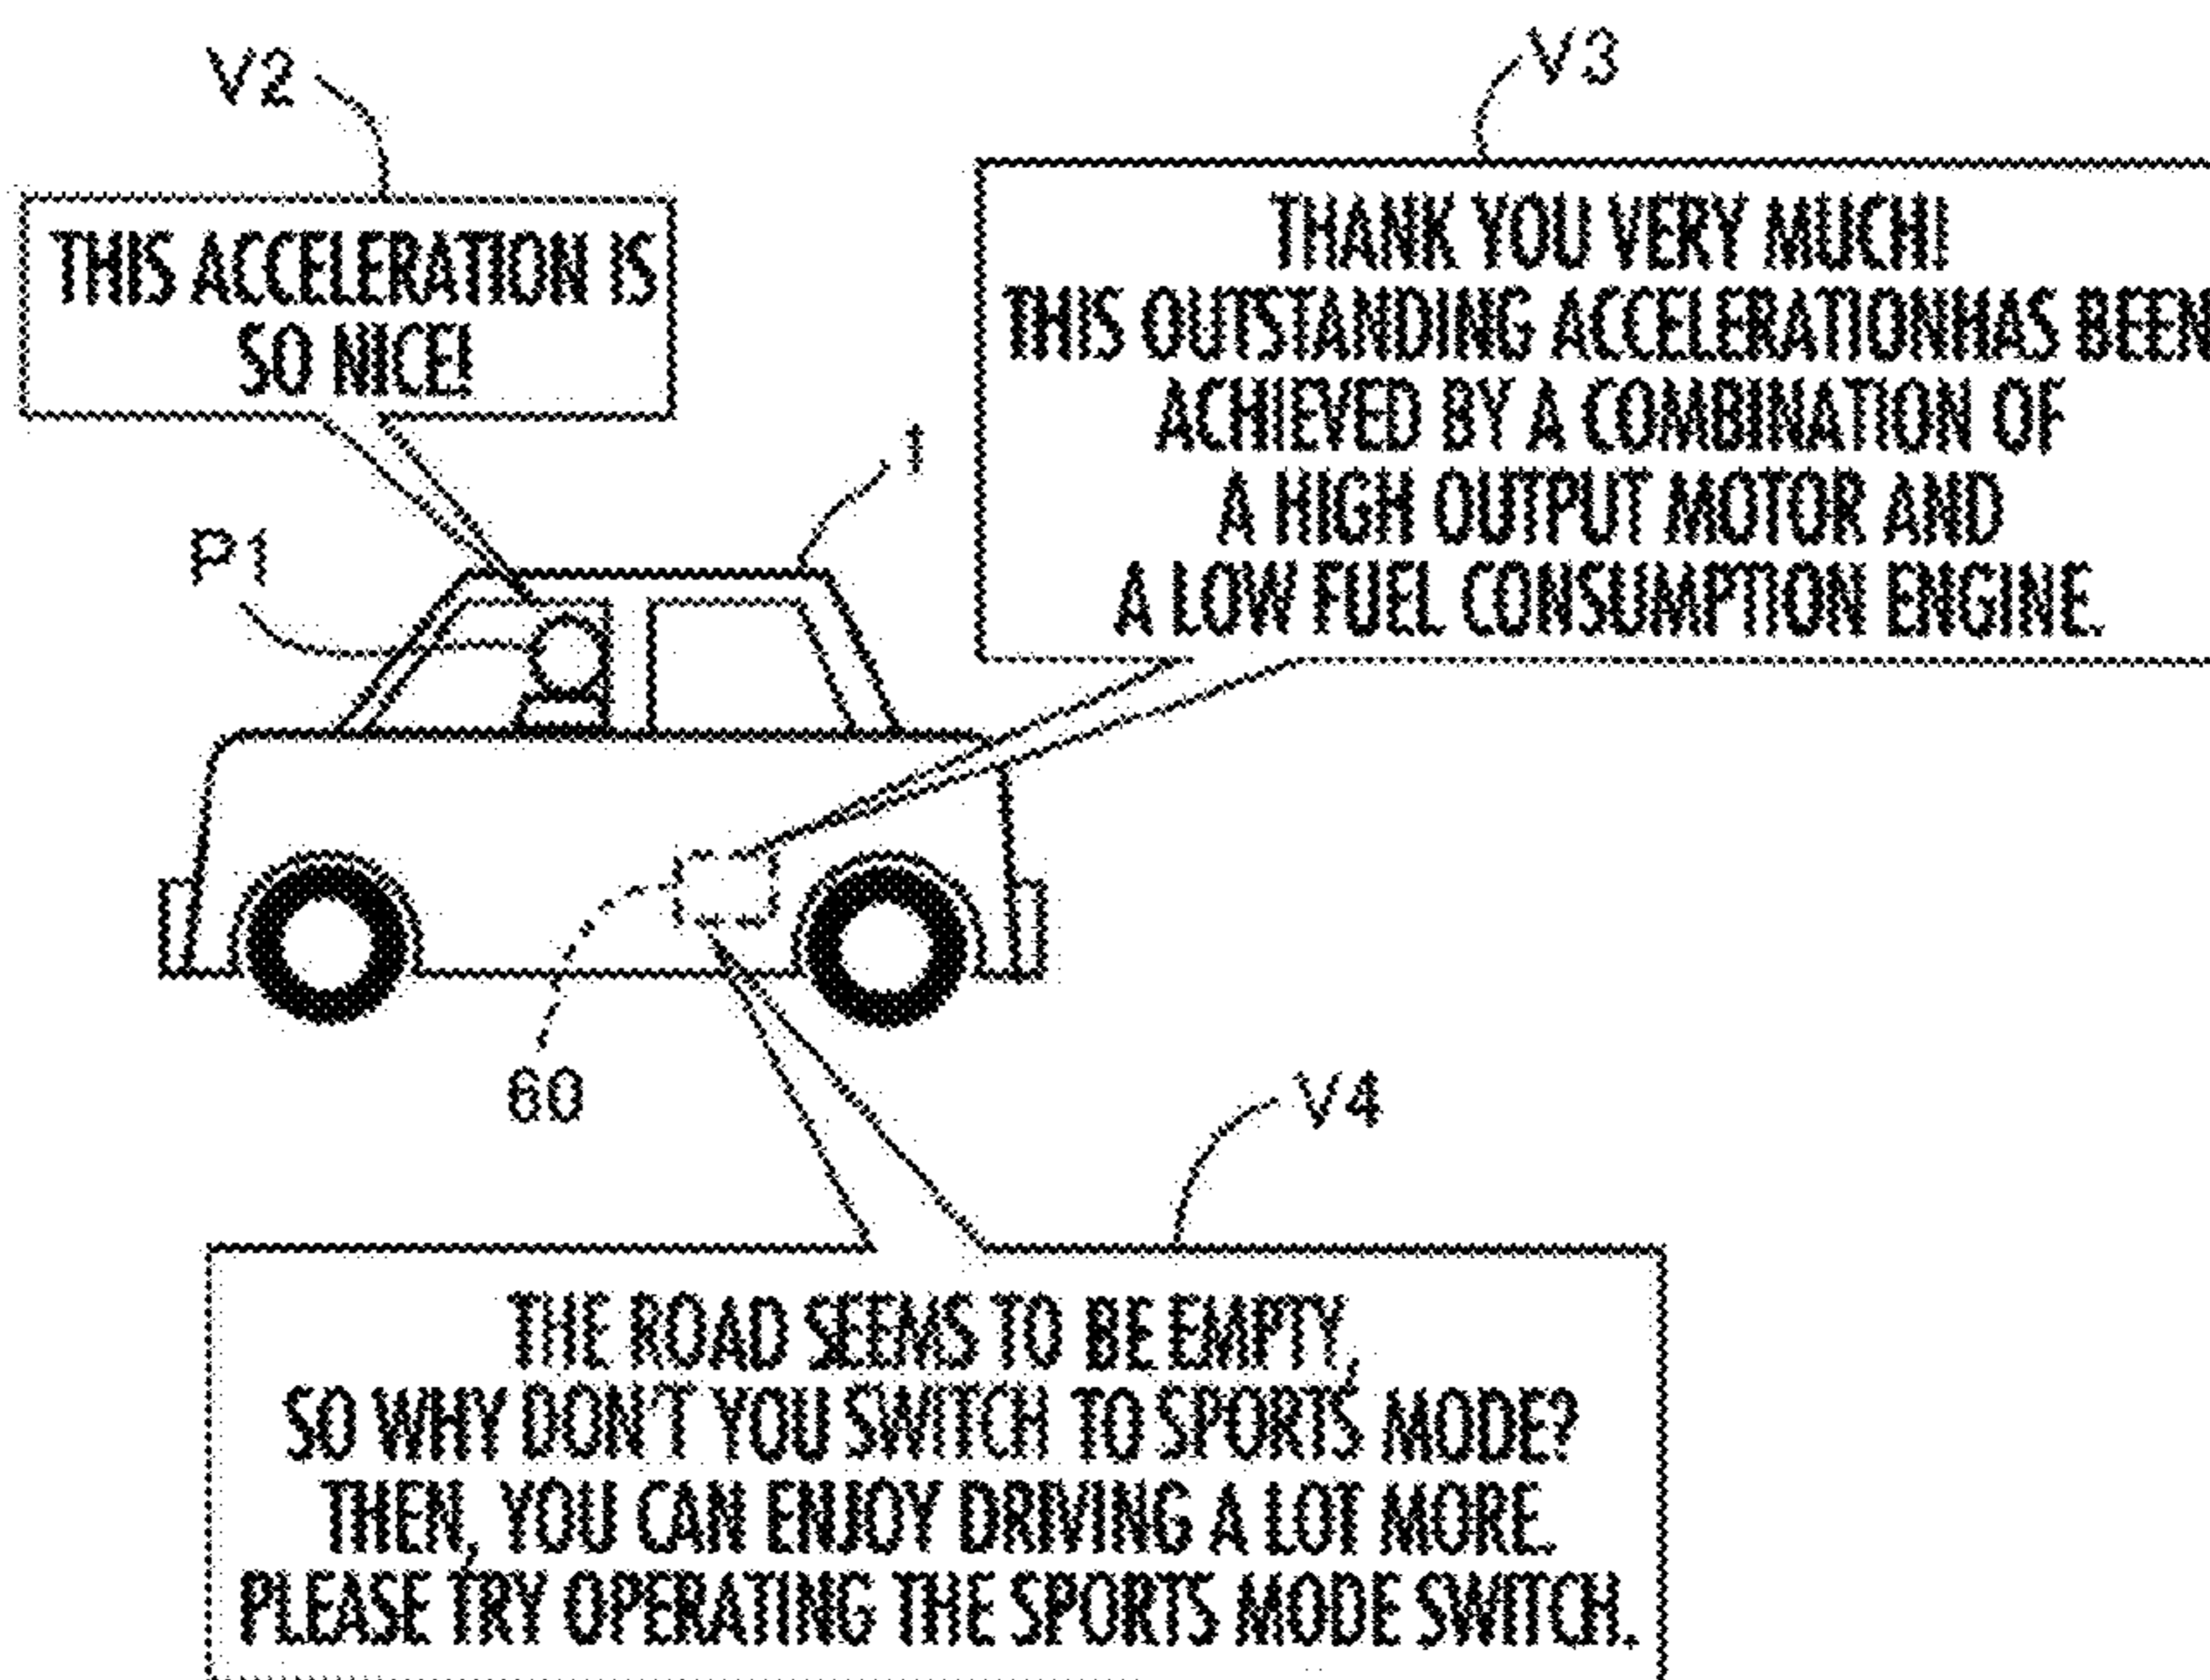 V2
V3
THIS ACCELERATION IS
SO NICE!
THANK YOU VERY MUCH!
THIS OUTSTANDING ACCELERATIONHAS BEEN
ACHIEVED BY A COMBINATION OF
A HIGH OUTPUT MOTOR AND
A LOW FUEL CONSUMPTION ENGINE.
1
P1
60
V4
THE ROAD SEEMS TO BE EMPTY,
SO WHY DON'T YOU SWITCH TO SPORTS MODE?
THEN, YOU CAN ENJOY DRIVING A LOT MORE.
PLEASE TRY OPERATING THE SPORTS MODE SWITCH.